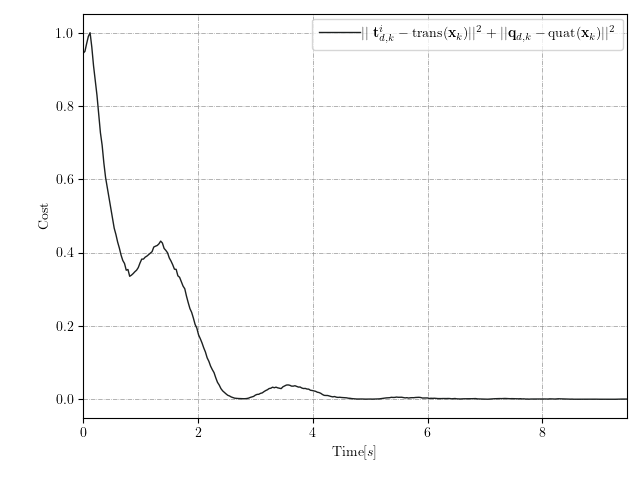 || t^i_{d,k} − trans(x_k)||^2 + ||q_{d,k} − quat(x_k)||^2
1.0
0.8
0.6
0.4
0.2
0.0
Cost
0 2 4 6 8
Time[s]